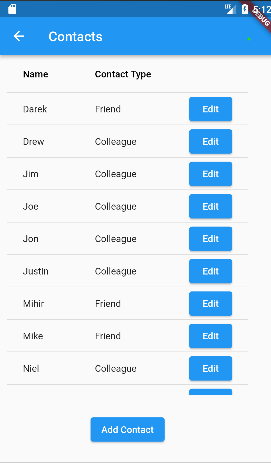 LTE 5:12
DEBUG
Contacts
Name Contact Type
Darek Friend Edit
Drew Colleague Edit
Jim Colleague Edit
Joe Colleague Edit
Jon Colleague Edit
Justin Colleague Edit
Mihir Friend Edit
Mike Friend Edit
Niel Colleague Edit
Add Contact